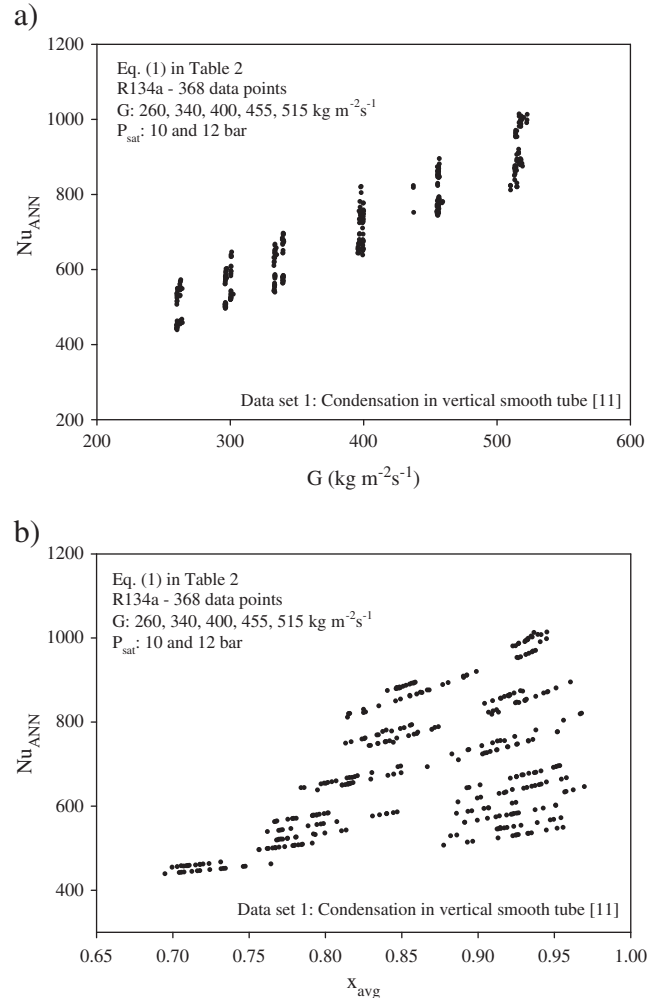 a)
1200
1000
800
600
400
200
Nu_ANN
Eq. (1) in Table 2
R134a - 368 data points
G: 260, 340, 400, 455, 515 kg m⁻²s⁻¹
P_sat: 10 and 12 bar
Data set 1: Condensation in vertical smooth tube [11]
200 300 400 500 600
G (kg m⁻²s⁻¹)
b)
1200
1000
800
600
400
Nu_ANN
Eq. (1) in Table 2
R134a - 368 data points
G: 260, 340, 400, 455, 515 kg m⁻²s⁻¹
P_sat: 10 and 12 bar
Data set 1: Condensation in vertical smooth tube [11]
0.65 0.70 0.75 0.80 0.85 0.90 0.95 1.00
x_avg